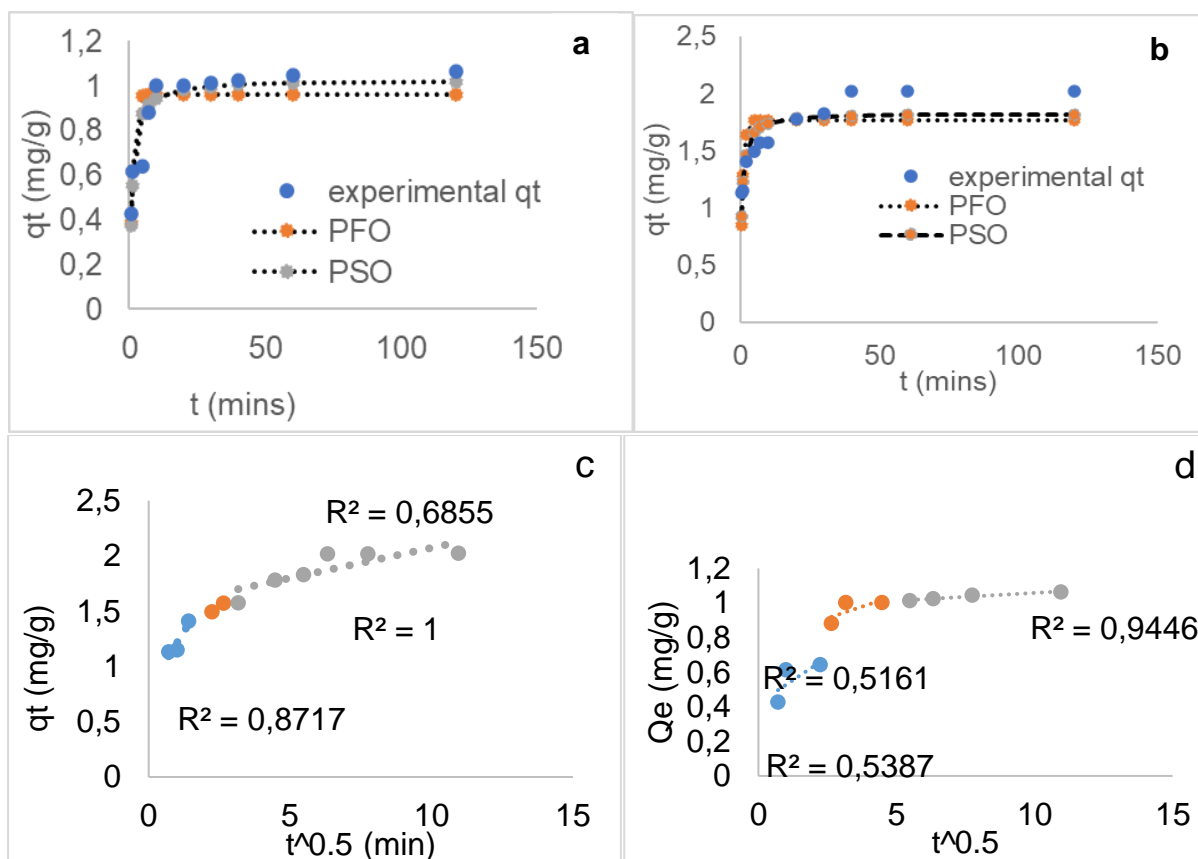 a
1,2
1
0,8
0,6
0,4
0,2
0
qt (mg/g)
experimental qt
PFO
PSO
0 50 100 150
t (mins)
b
2,5
2
1,5
1
0,5
0
qt (mg/g)
experimental qt
PFO
PSO
0 50 100 150
t (mins)
c
2,5
2
1,5
1
0,5
0
qt (mg/g)
R² = 0,6855
R² = 1
R² = 0,8717
0 5 10 15
t^0.5 (min)
d
1,2
1
0,8
0,6
0,4
0,2
0
Qe (mg/g)
R² = 0,9446
R² = 0,5161
R² = 0,5387
0 5 10 15
t^0.5